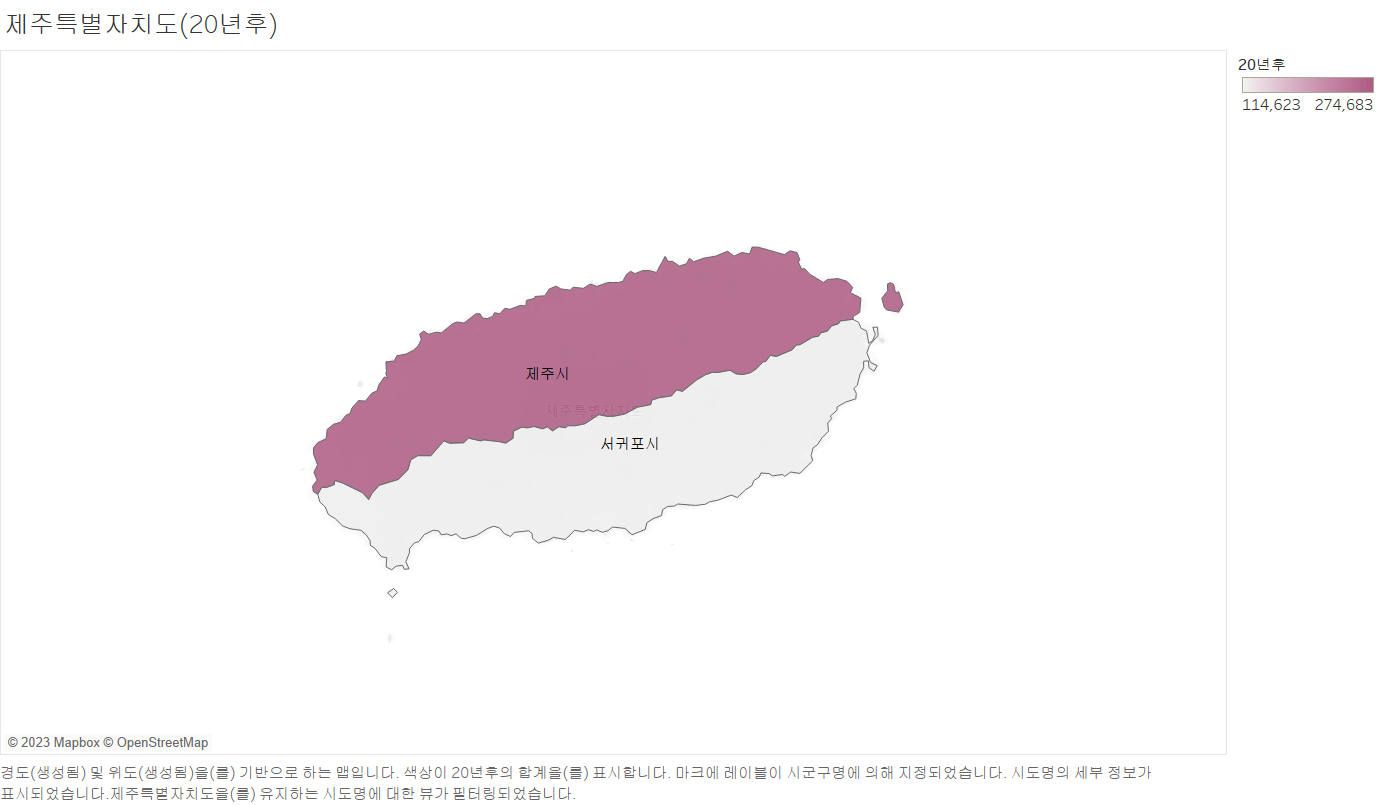 제주특별자치도(20년후)
20년후
114,623 274,683
제주시
제주특별자치도
서귀포시
© 2023 Mapbox © OpenStreetMap
경도(생성됨) 및 위도(생성됨)을(를) 기반으로 하는 맵입니다. 색상이 20년후의 합계을(를) 표시합니다. 마크에 레이블이 시군구명에 의해 지정되었습니다. 시도명의 세부 정보가
표시되었습니다.제주특별자치도을(를) 유지하는 시도명에 대한 뷰가 필터링되었습니다.